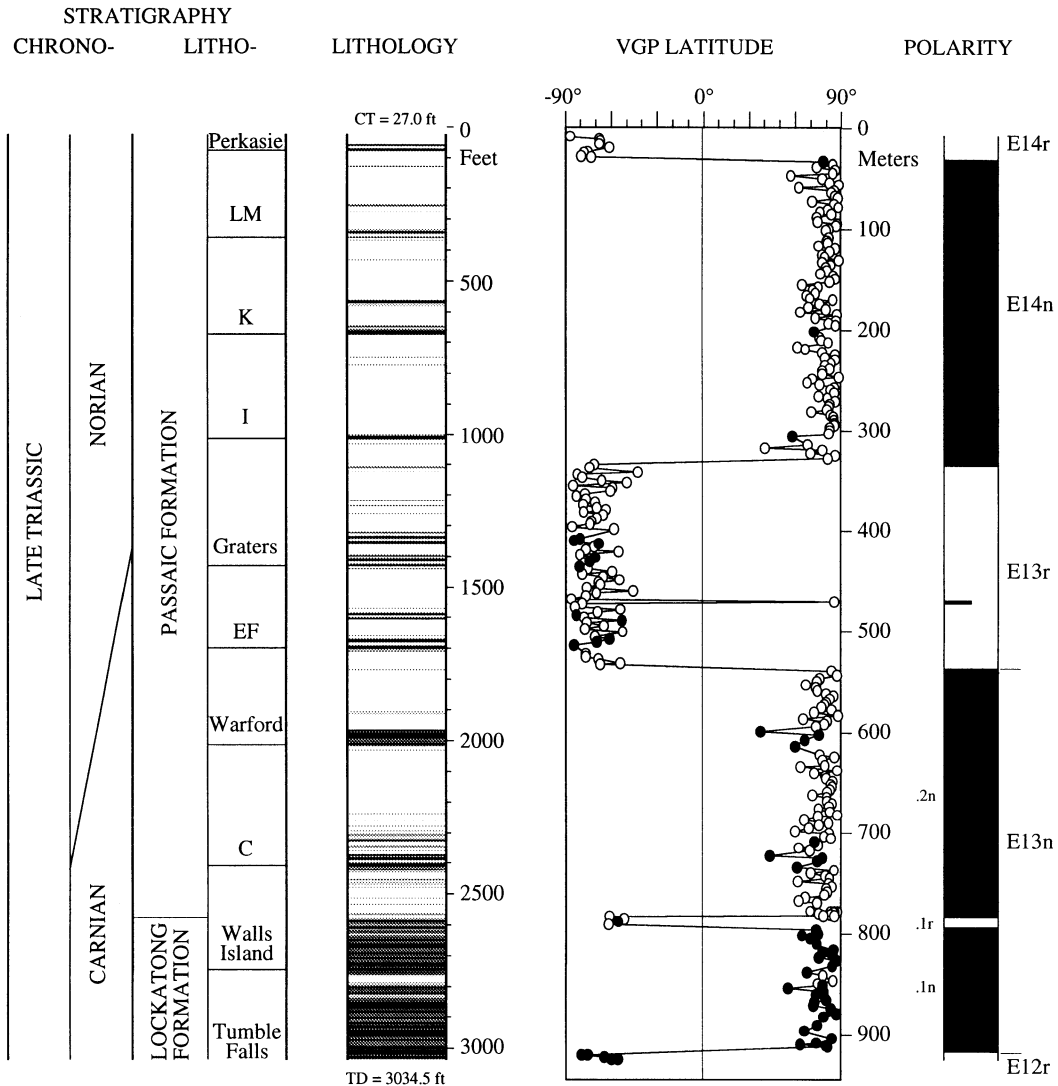 STRATIGRAPHY
CHRONO- LITHO- LITHOLOGY VGP LATITUDE POLARITY
-90° 0° 90°
CT = 27.0 ft
Perkasie 0 0 E14r
Feet Meters
LM
100
500
K E14n
200
I
NORIAN
300
1000
LATE TRIASSIC
PASSAIC FORMATION
400
Graters
E13r
1500
EF 500
Warford 600
2000
.2n
700
C E13n
2500
CARNIAN
LOCKATONG
FORMATION
Walls
Island
800 .1r
.1n
Tumble
Falls
900
3000
E12r
TD = 3034.5 ft